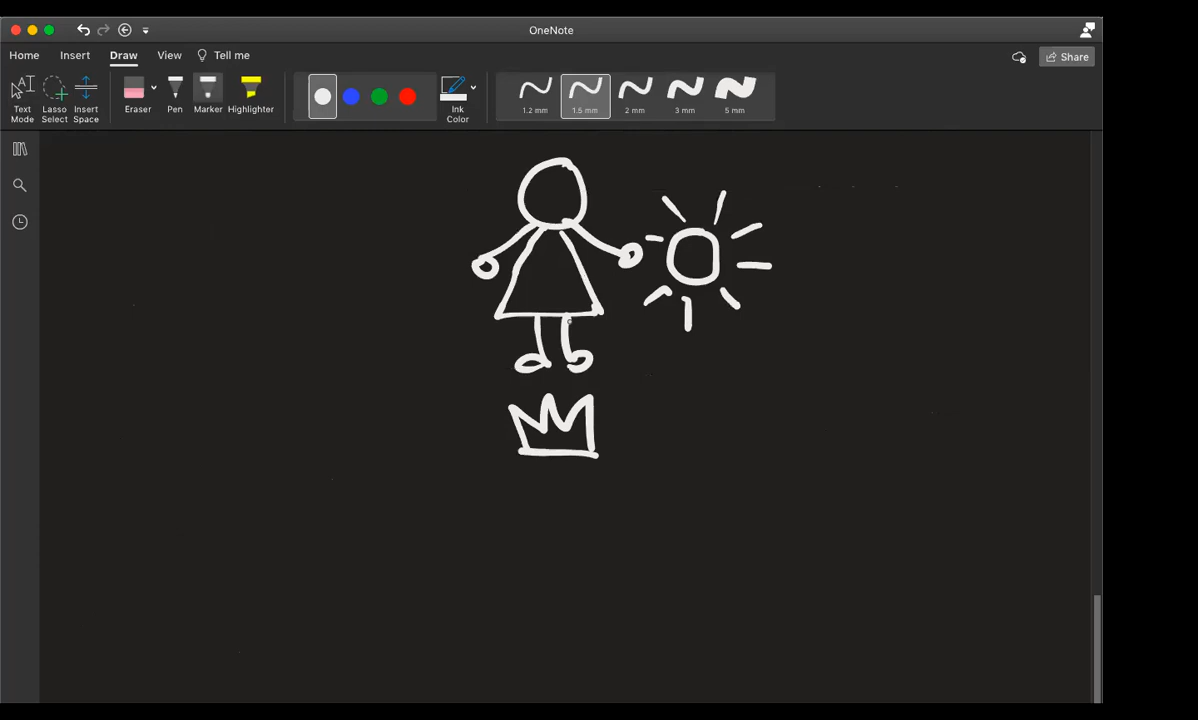 OneNote
Home Insert Draw View Tell me
Share
Text Mode
Lasso Select
Insert Space
Eraser
Pen
Marker
Highlighter
Ink Color
1.2 mm
1.5 mm
2 mm
3 mm
5 mm